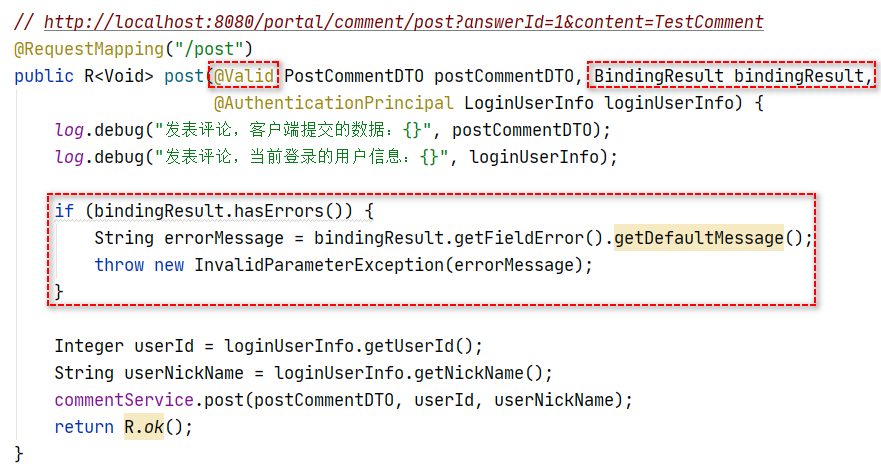 // http://localhost:8080/portal/comment/post?answerId=1&content=TestComment
@RequestMapping("/post")
public R<Void> post(@Valid PostCommentDTO postCommentDTO, BindingResult bindingResult,
@AuthenticationPrincipal LoginUserInfo loginUserInfo) {
log.debug("发表评论，客户端提交的数据：{}", postCommentDTO);
log.debug("发表评论，当前登录的用户信息：{}", loginUserInfo);
if (bindingResult.hasErrors()) {
String errorMessage = bindingResult.getFieldError().getDefaultMessage();
throw new InvalidParameterException(errorMessage);
}
Integer userId = loginUserInfo.getUserId();
String userNickName = loginUserInfo.getNickName();
commentService.post(postCommentDTO, userId, userNickName);
return R.ok();
}